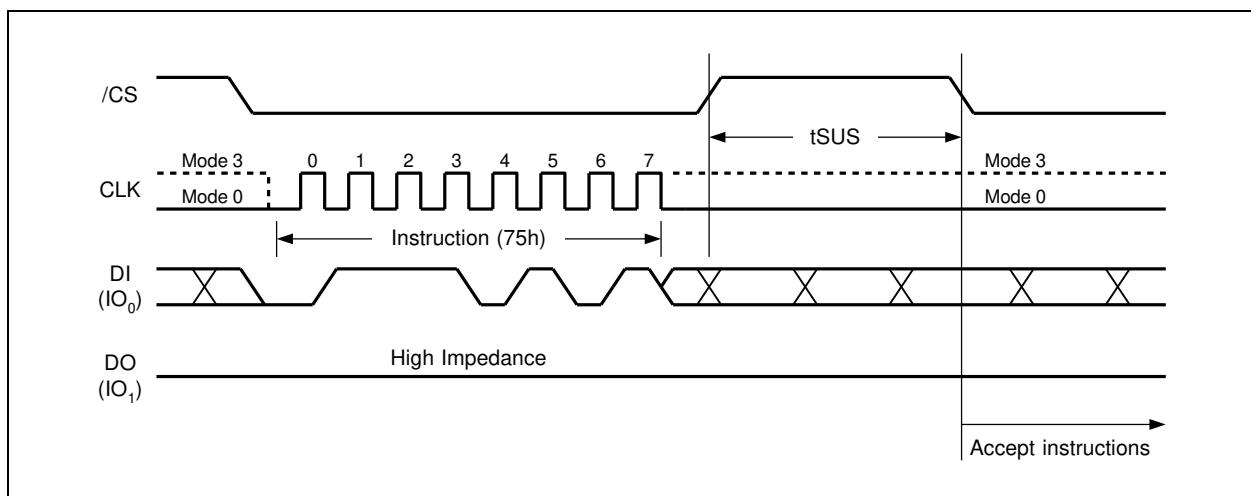 /CS
tSUS
Mode 3 0 1 2 3 4 5 6 7 Mode 3
CLK
Mode 0 Mode 0
Instruction (75h)
DI
(IO0)
High Impedance
DO
(IO1)
Accept instructions